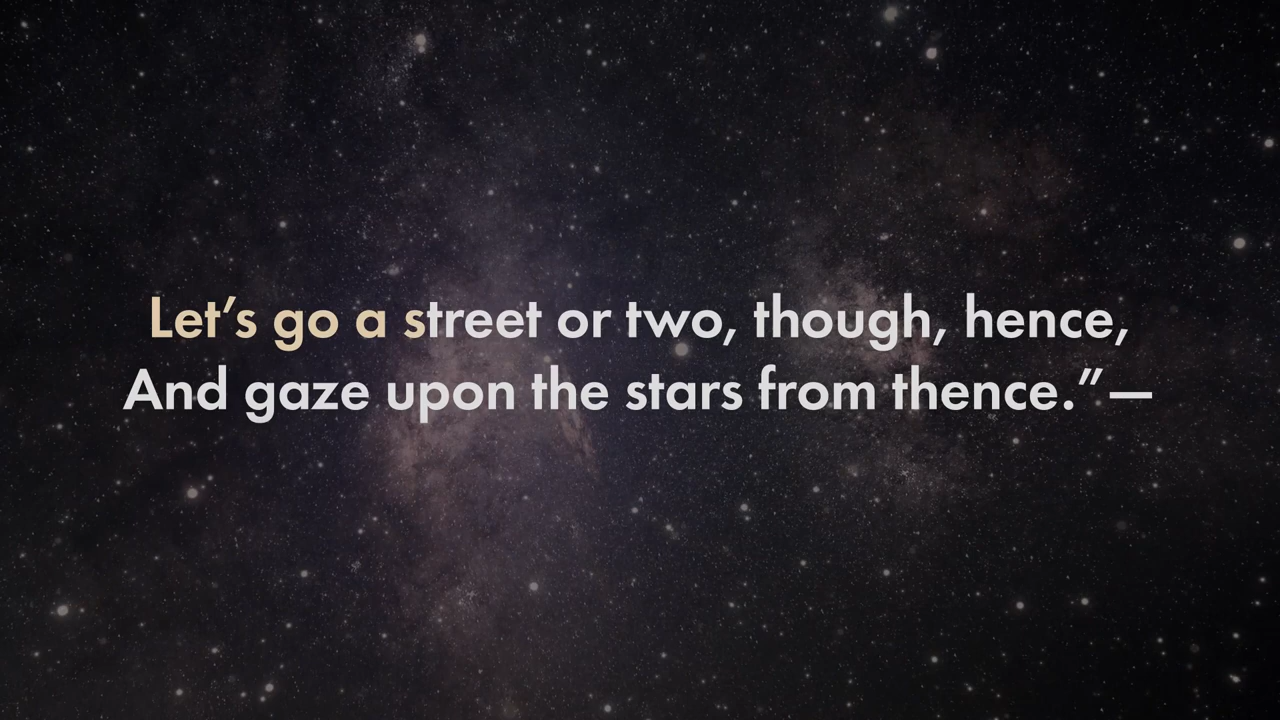 Let’s go a street or two, though, hence,
And gaze upon the stars from thence.”—